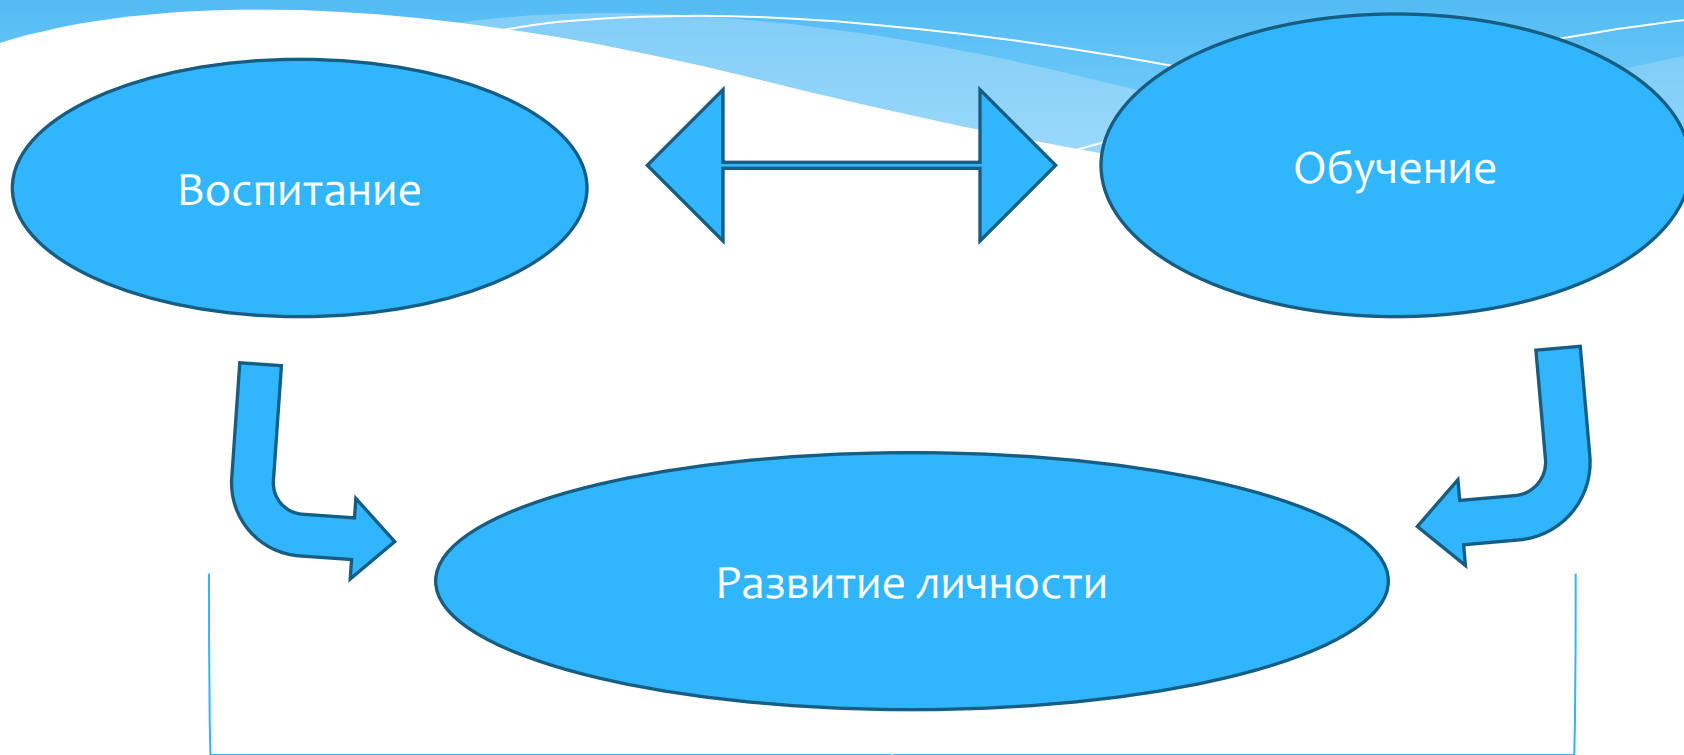 Воспитание
Обучение
Развитие личности